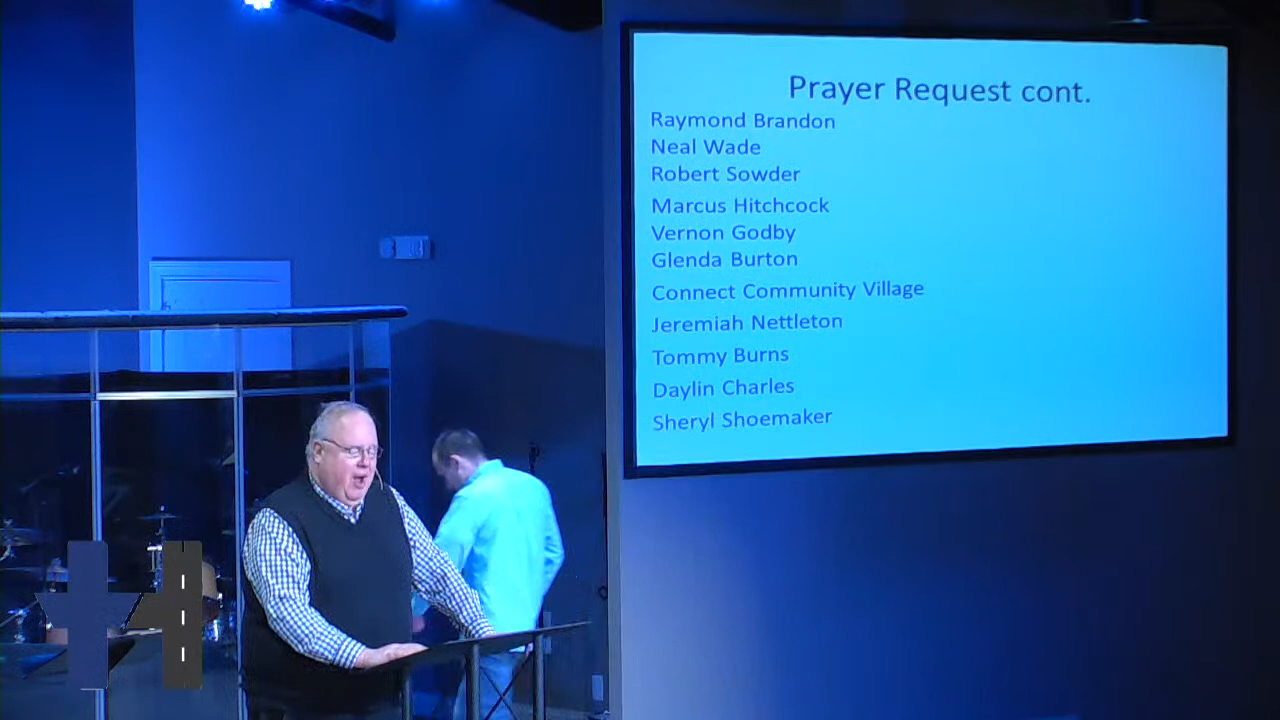 Prayer Request cont.
Raymond Brandon
Neal Wade
Robert Sowder
Marcus Hitchcock
Vernon Godby
Glenda Burton
Connect Community Village
Jeremiah Nettleton
Tommy Burns
Daylin Charles
Sheryl Shoemaker